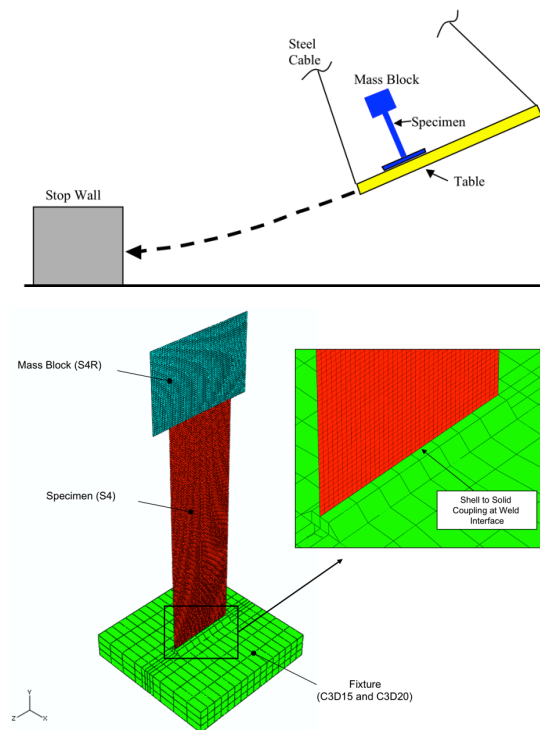 Steel
Cable
Mass Block
Specimen
Stop Wall
Table
Mass Block (S4R)
Specimen (S4)
Shell to Solid
Coupling at Weld
Interface
Fixture
(C3D15 and C3D20)
Y
Z
X